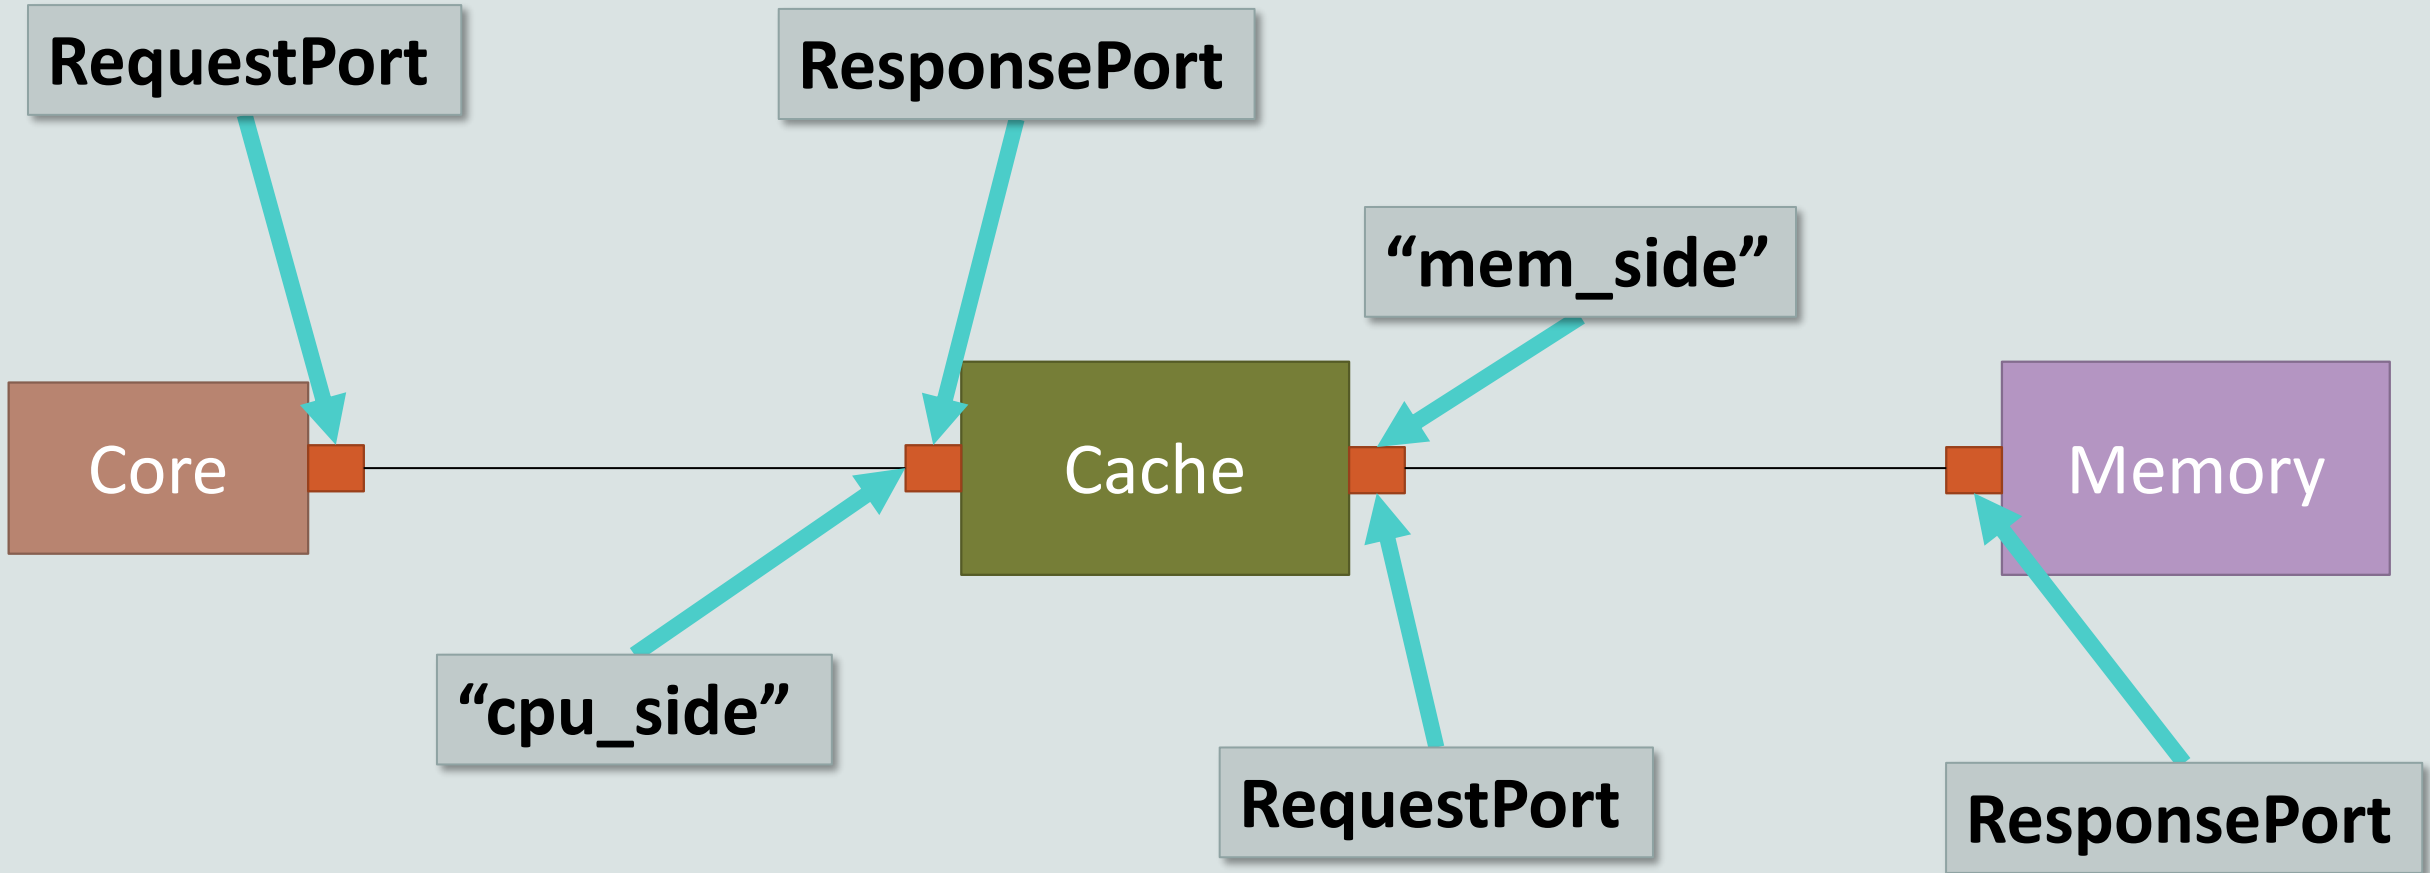 RequestPort
ResponsePort
“mem_side”
Core
Cache
Memory
“cpu_side”
RequestPort
ResponsePort